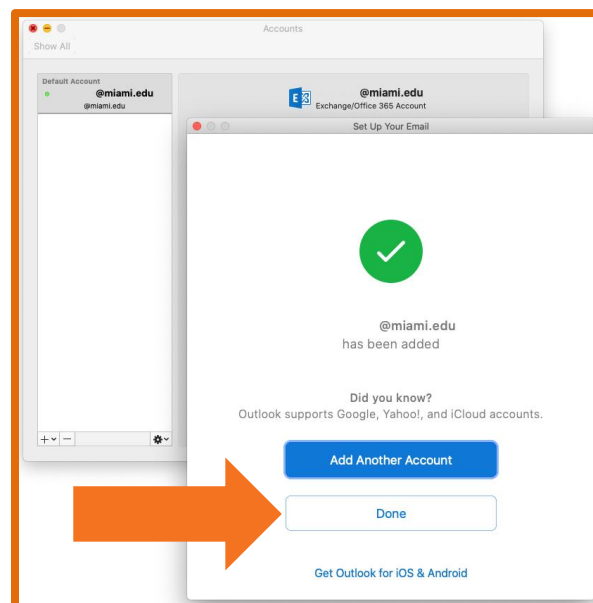 Accounts
Show All
Default Account
@miami.edu
@miami.edu
@miami.edu
Exchange/Office 365 Account
Set Up Your Email
@miami.edu
has been added
Did you know?
Outlook supports Google, Yahoo!, and iCloud accounts.
Add Another Account
Done
Get Outlook for iOS & Android